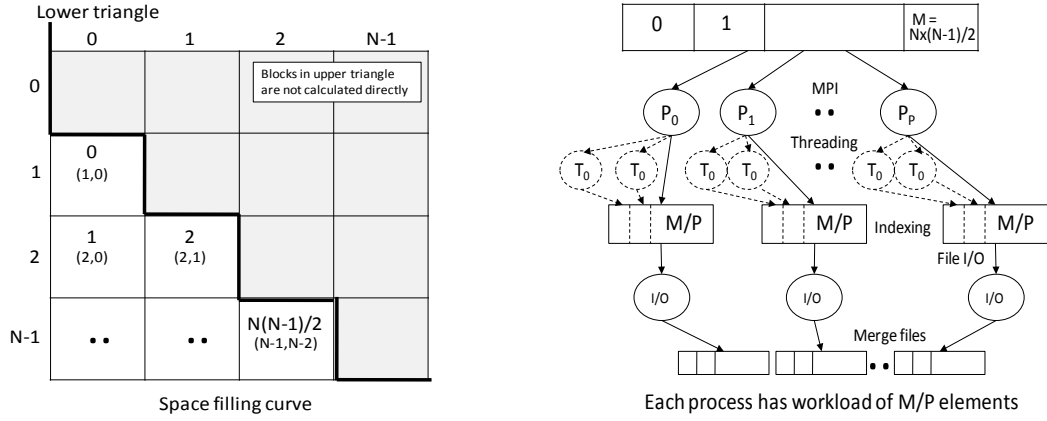 Lower triangle
0 1 2 N-1
Blocks in upper triangle
are not calculated directly
0
1
0
(1,0)
2
1
(2,0)
2
(2,1)
N-1
..
..
N(N-1)/2
(N-1,N-2)
Space filling curve
0 1 M =
Nx(N-1)/2
MPI
P0 P1 .. PP
Threading
T0 T0 T0 T0 .. T0 T0
M/P M/P Indexing M/P
File I/O
I/O I/O I/O
Merge files
..
Each process has workload of M/P elements